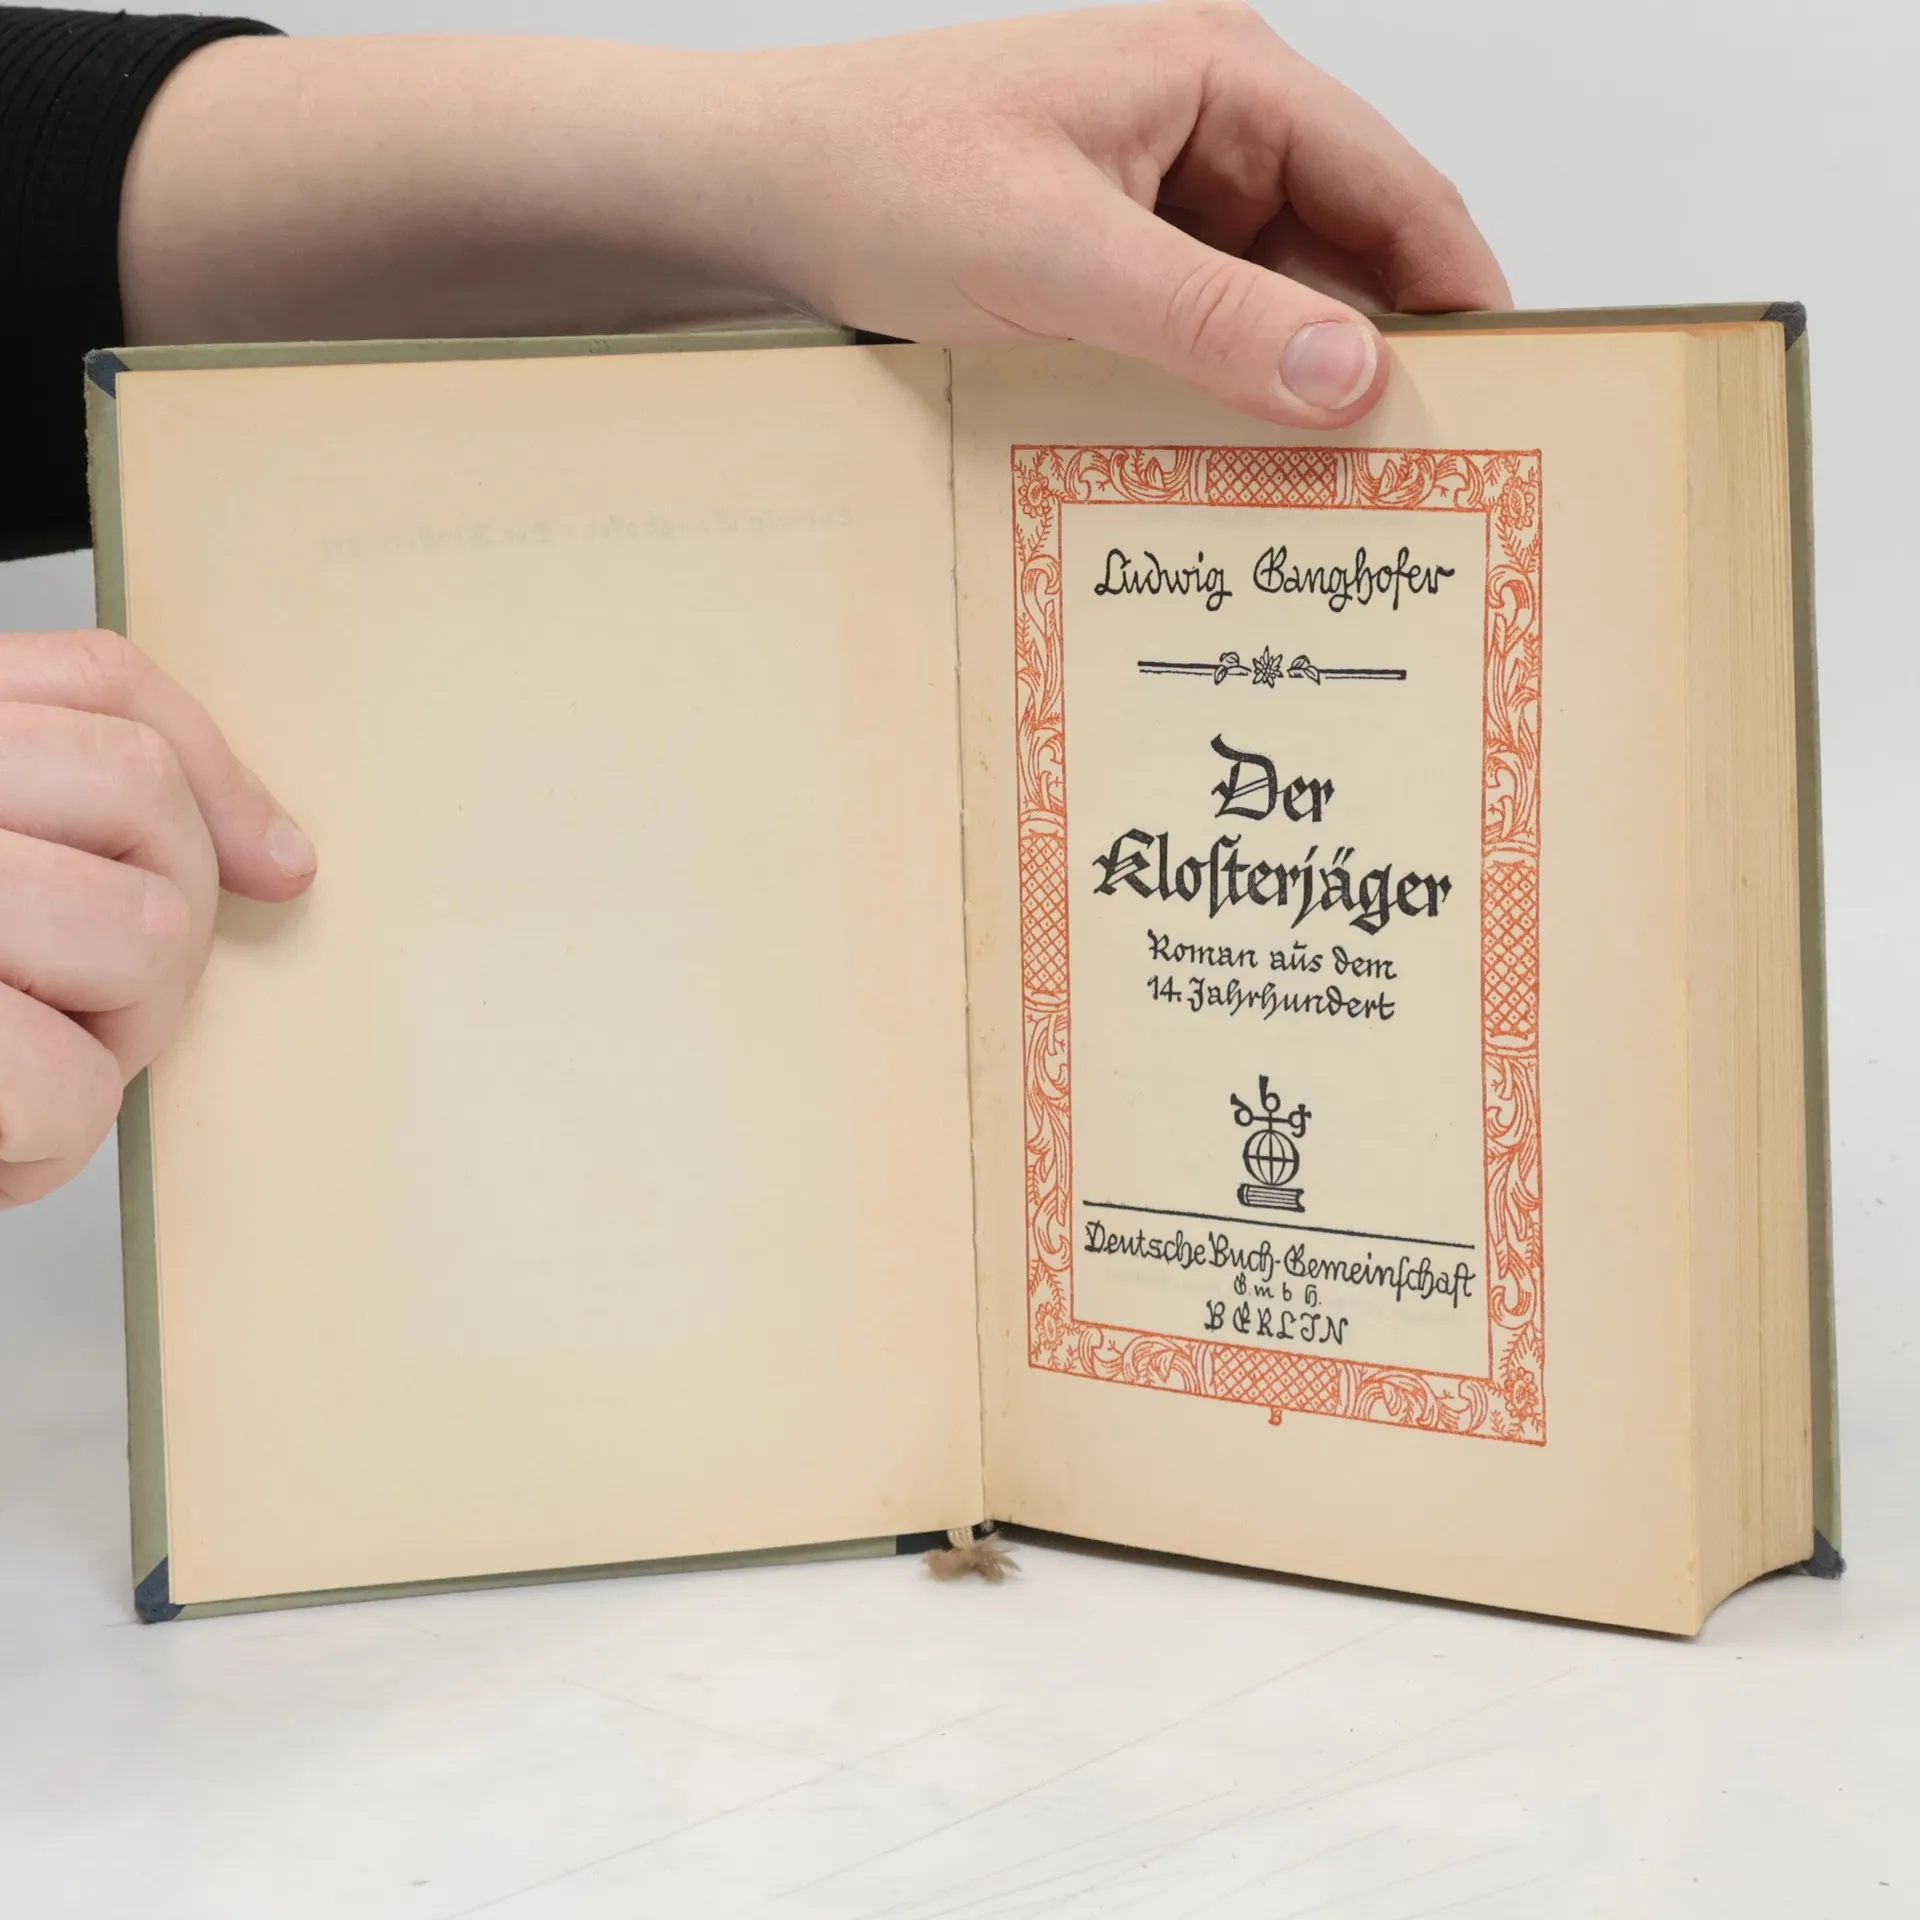 Ludwig Ganghofer
Der
Kloſterjäger
Roman aus dem
14. Jahrhundert
dbg
Deutsche Buch-Gemeinſchaft
G. m b H.
BERLIN
B